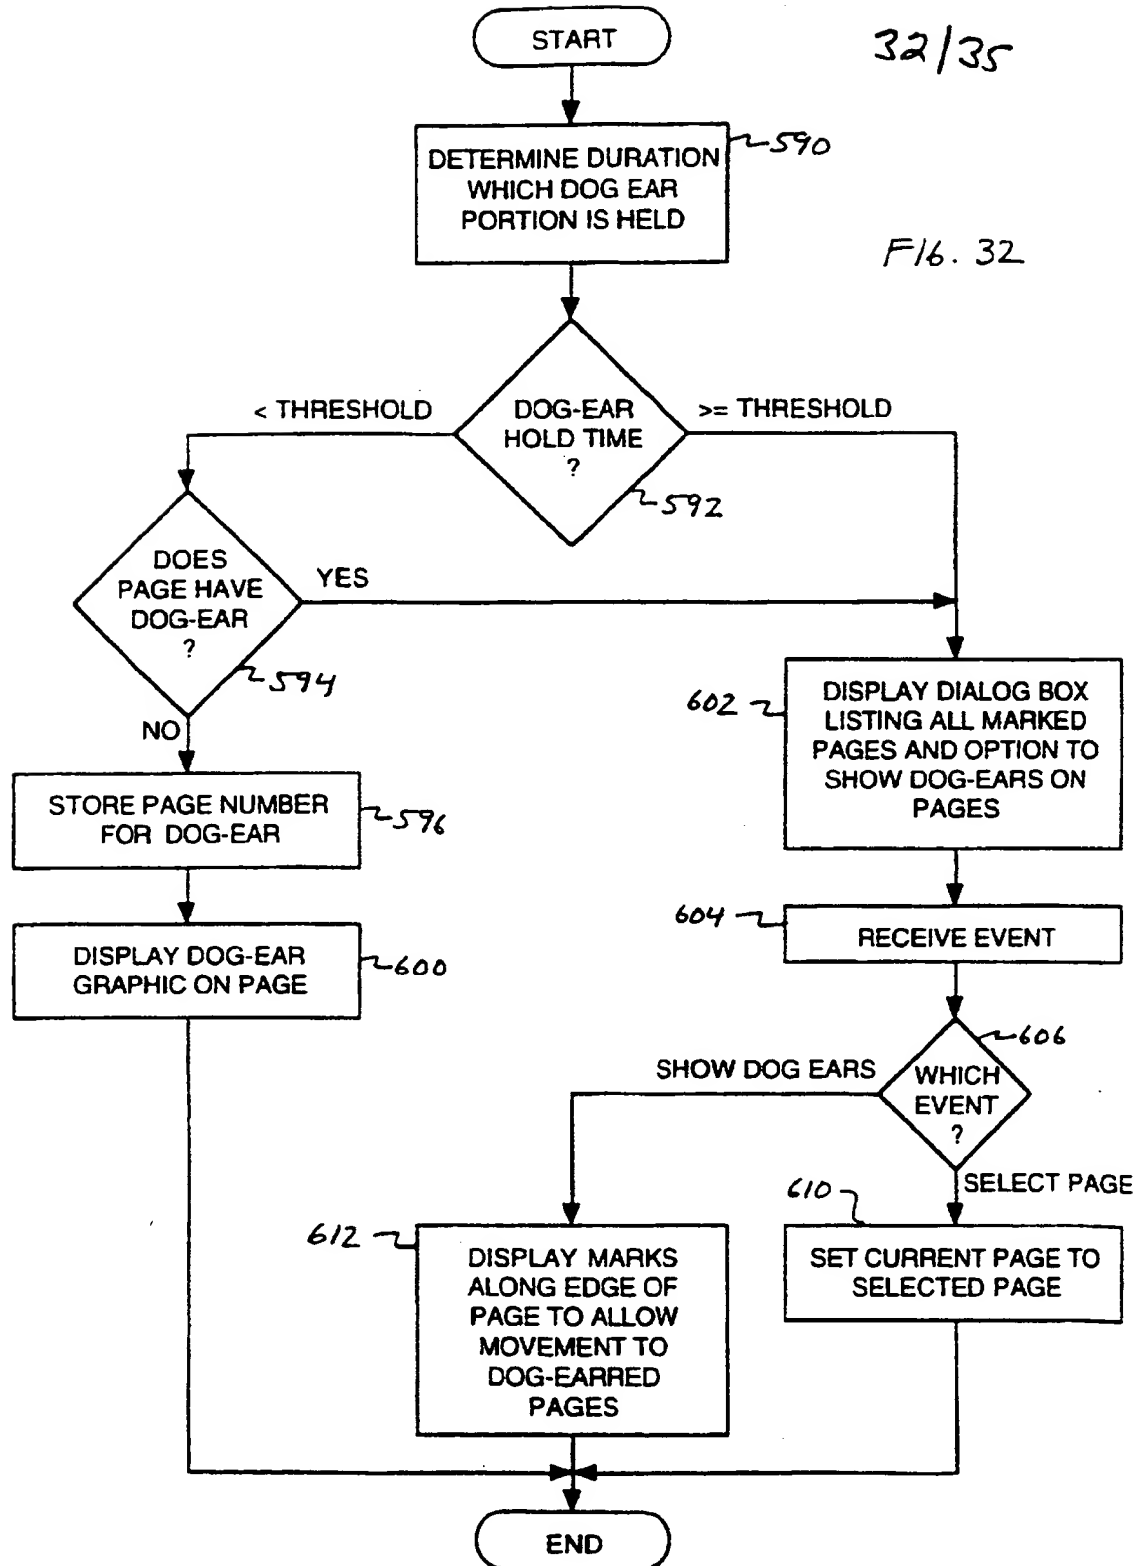 START
32/35
DETERMINE DURATION
WHICH DOG EAR
PORTION IS HELD
590
FIG. 32
< THRESHOLD
DOG-EAR
HOLD TIME
?
>= THRESHOLD
592
DOES
PAGE HAVE
DOG-EAR
?
YES
594
NO
602
DISPLAY DIALOG BOX
LISTING ALL MARKED
PAGES AND OPTION TO
SHOW DOG-EARS ON
PAGES
STORE PAGE NUMBER
FOR DOG-EAR
596
604
RECEIVE EVENT
DISPLAY DOG-EAR
GRAPHIC ON PAGE
600
606
SHOW DOG EARS
WHICH
EVENT
?
SELECT PAGE
610
612
DISPLAY MARKS
ALONG EDGE OF
PAGE TO ALLOW
MOVEMENT TO
DOG-EARRED
PAGES
SET CURRENT PAGE TO
SELECTED PAGE
END